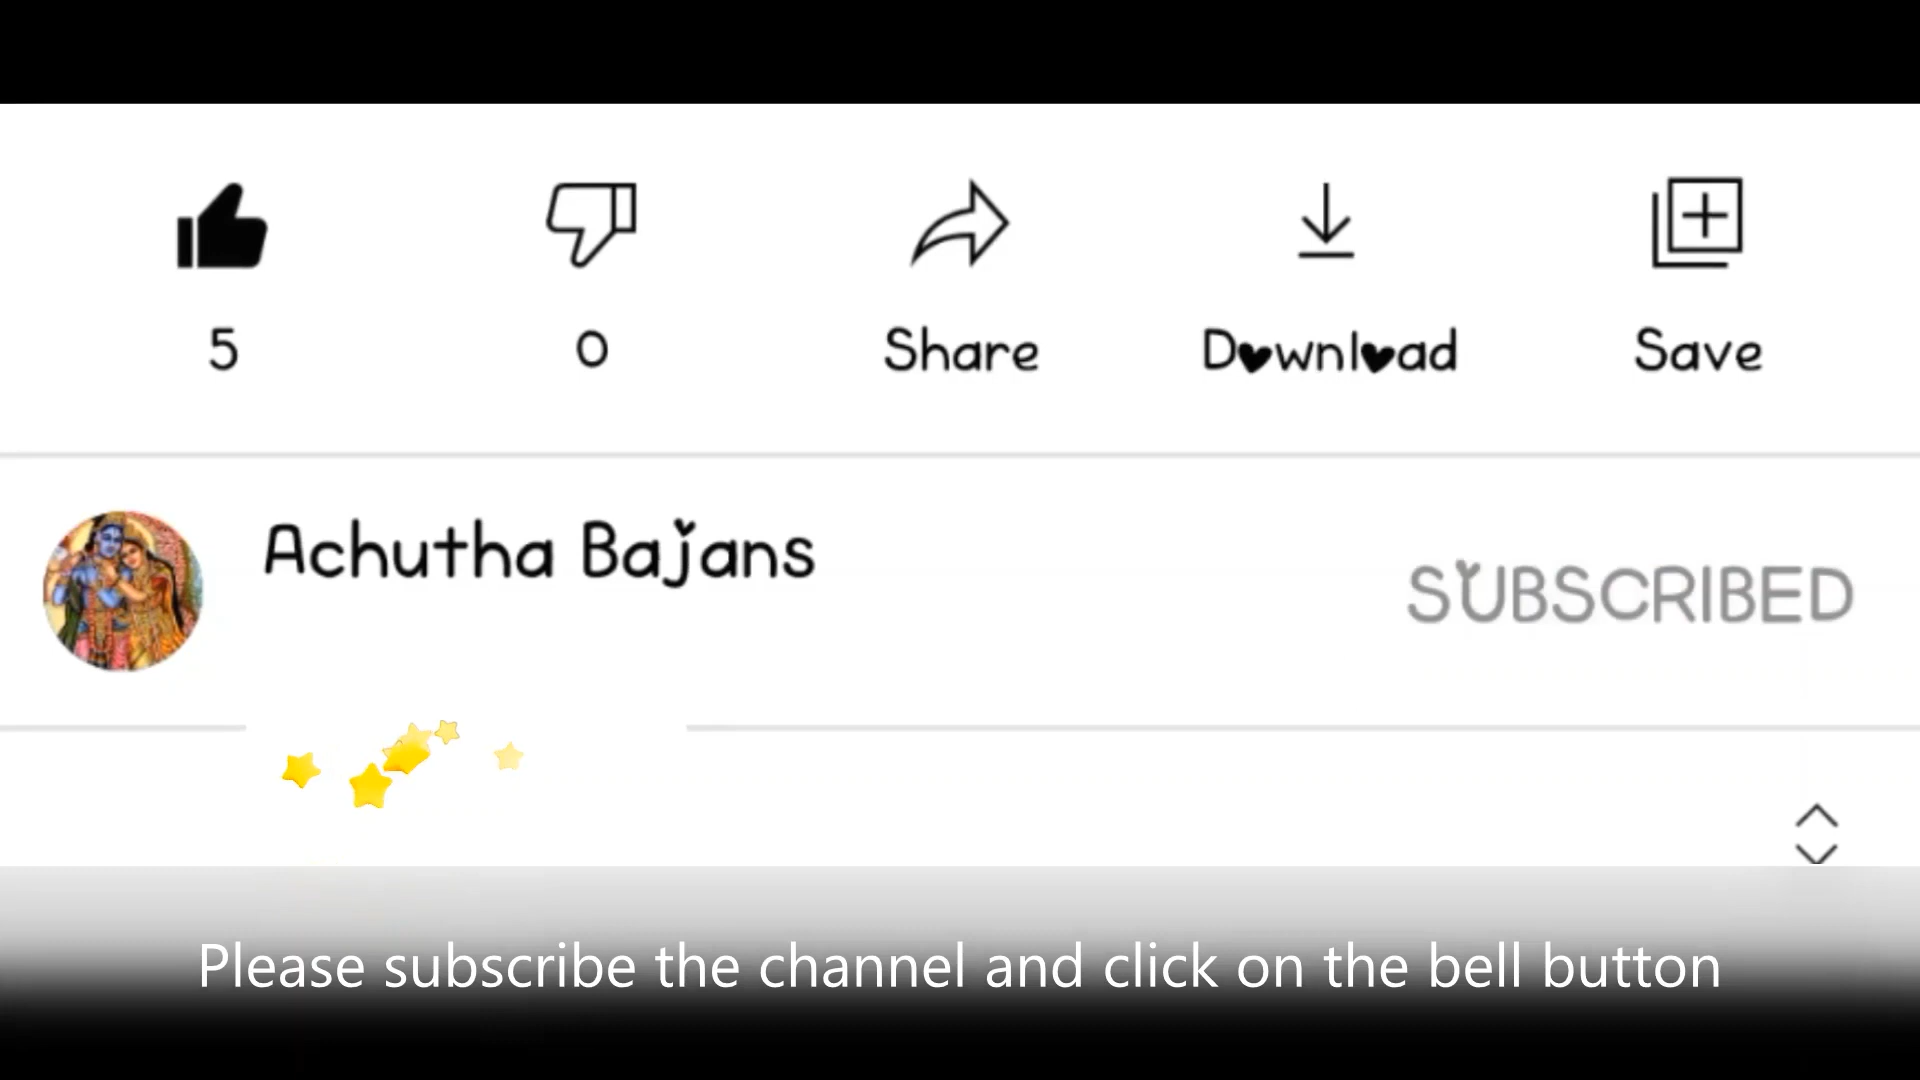 5 0 Share Download Save
Achutha Bajans
SUBSCRIBED
Please subscribe the channel and click on the bell button